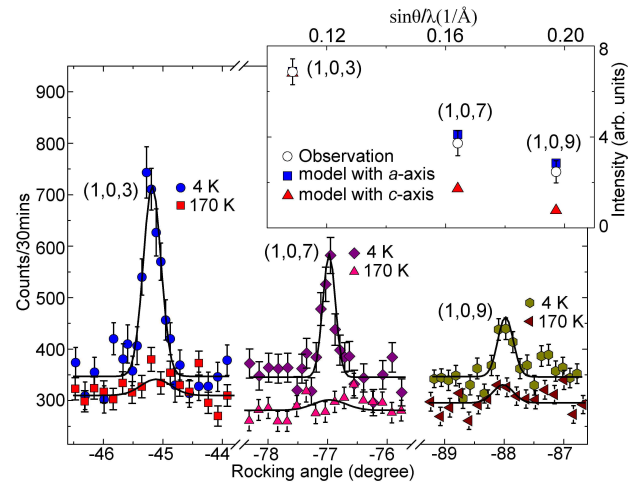 sinθ/λ(1/Å)
0.12 0.16 0.20
900
800
700
600
500
400
300
Counts/30mins
(1,0,3)
4 K
170 K
(1,0,7)
4 K
170 K
(1,0,9)
4 K
170 K
(1,0,3)
(1,0,7)
(1,0,9)
Observation
model with a-axis
model with c-axis
8
4
0
Intensity (arb. units)
-46 -45 -44 -78 -77 -76 -89 -88 -87
Rocking angle (degree)